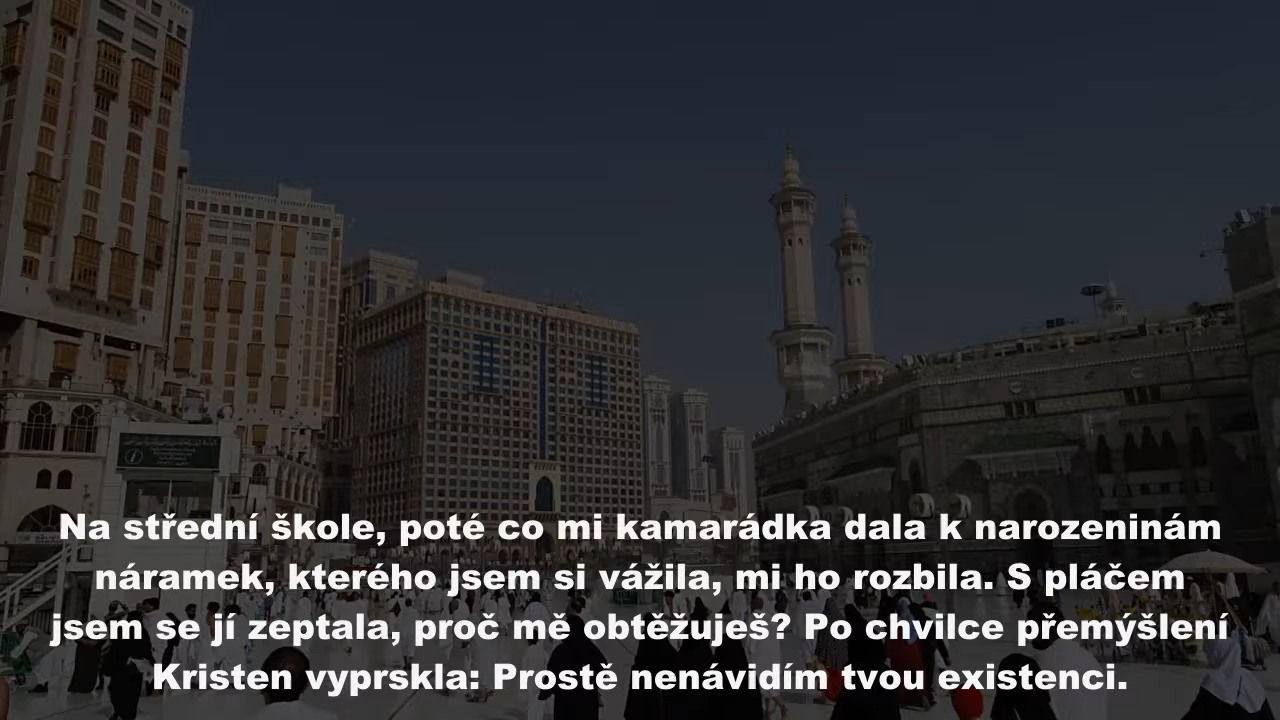 Na střední škole, poté co mi kamarádka dala k narozeninám
náramek, kterého jsem si vážila, mi ho rozbila. S pláčem
jsem se jí zeptala, proč mě obtěžuješ? Po chvilce přemýšlení
Kristen vyprskla: Prostě nenávidím tvou existenci.